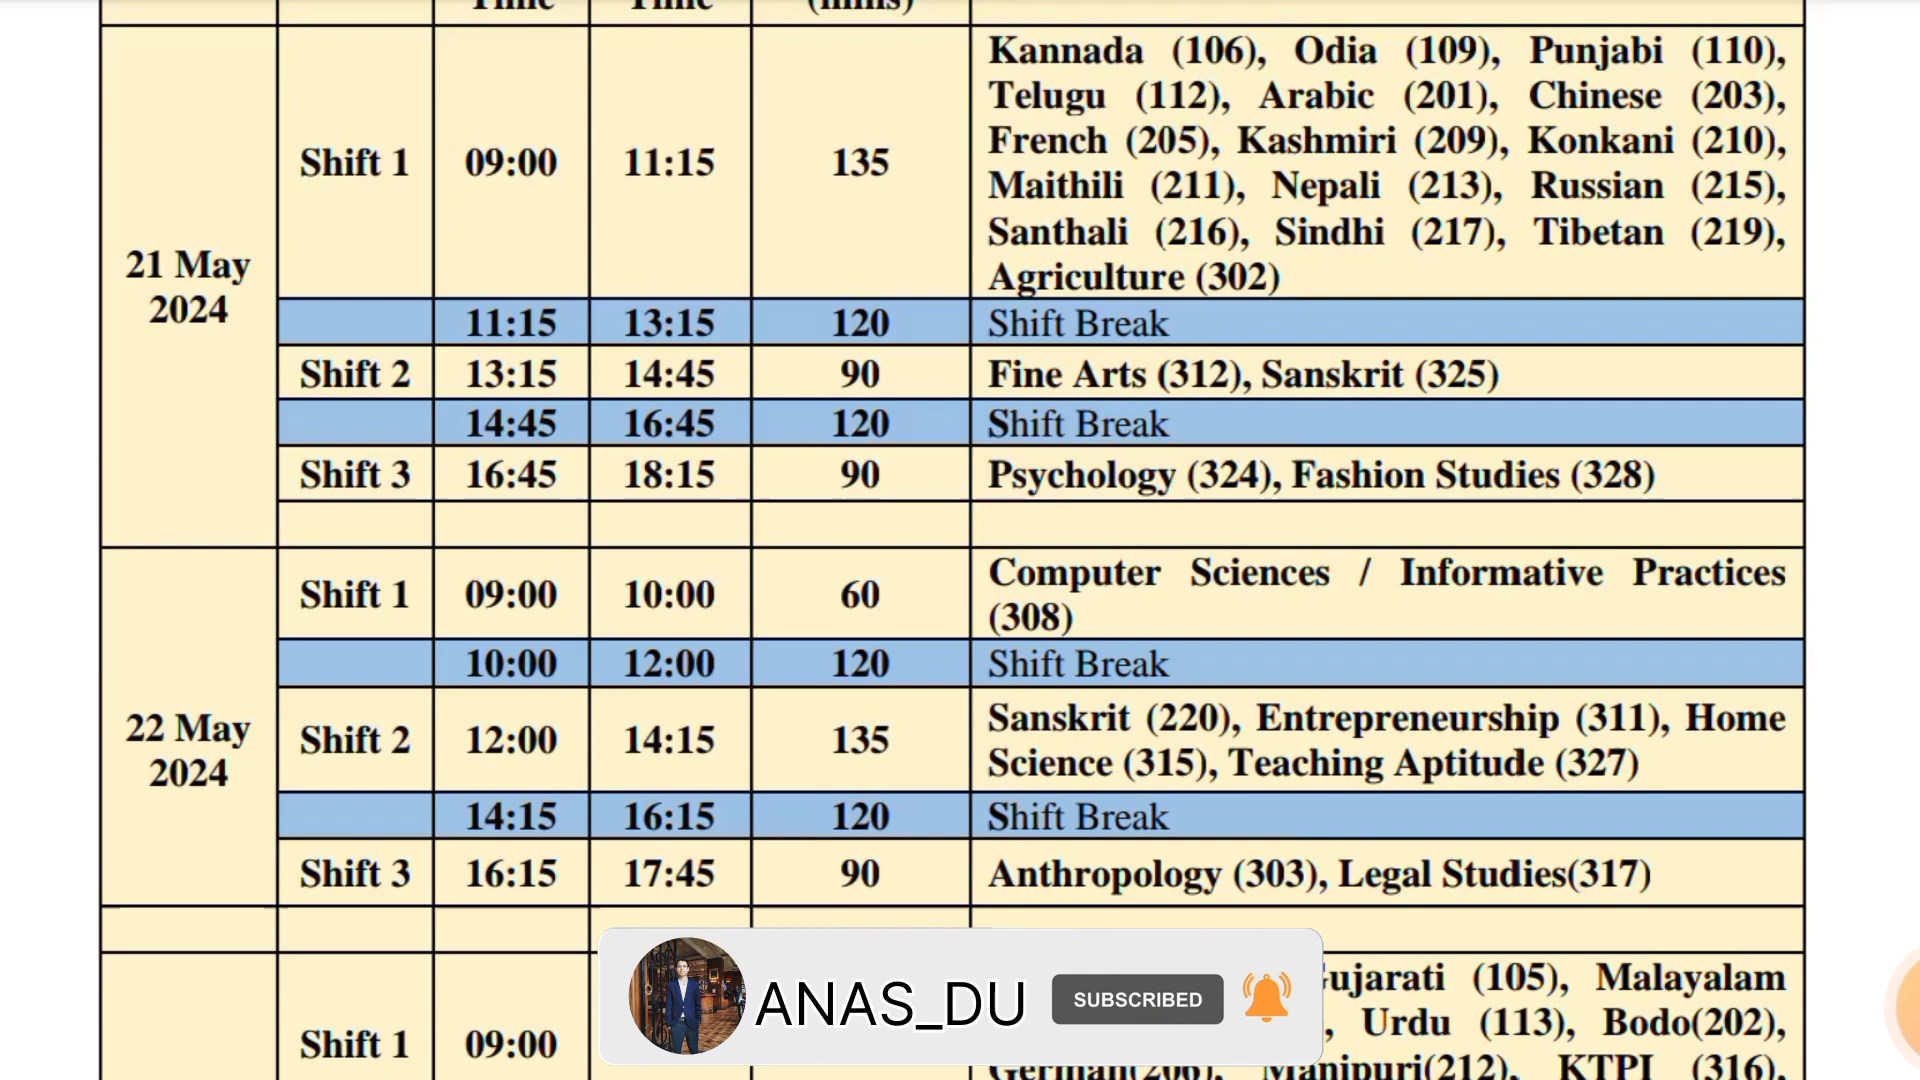 Time Time (mins)
Kannada (106), Odia (109), Punjabi (110),
Telugu (112), Arabic (201), Chinese (203),
French (205), Kashmiri (209), Konkani (210),
Shift 1 09:00 11:15 135
Maithili (211), Nepali (213), Russian (215),
Santhali (216), Sindhi (217), Tibetan (219),
Agriculture (302)
21 May
2024
11:15 13:15 120 Shift Break
Shift 2 13:15 14:45 90 Fine Arts (312), Sanskrit (325)
14:45 16:45 120 Shift Break
Shift 3 16:45 18:15 90 Psychology (324), Fashion Studies (328)
Shift 1 09:00 10:00 60 Computer Sciences / Informative Practices
(308)
10:00 12:00 120 Shift Break
22 May
2024
Shift 2 12:00 14:15 135 Sanskrit (220), Entrepreneurship (311), Home
Science (315), Teaching Aptitude (327)
14:15 16:15 120 Shift Break
Shift 3 16:15 17:45 90 Anthropology (303), Legal Studies(317)
Gujarati (105), Malayalam
, Urdu (113), Bodo(202),
Shift 1 09:00
German(206), Manipuri(212), KTPI (316),
ANAS_DU SUBSCRIBED